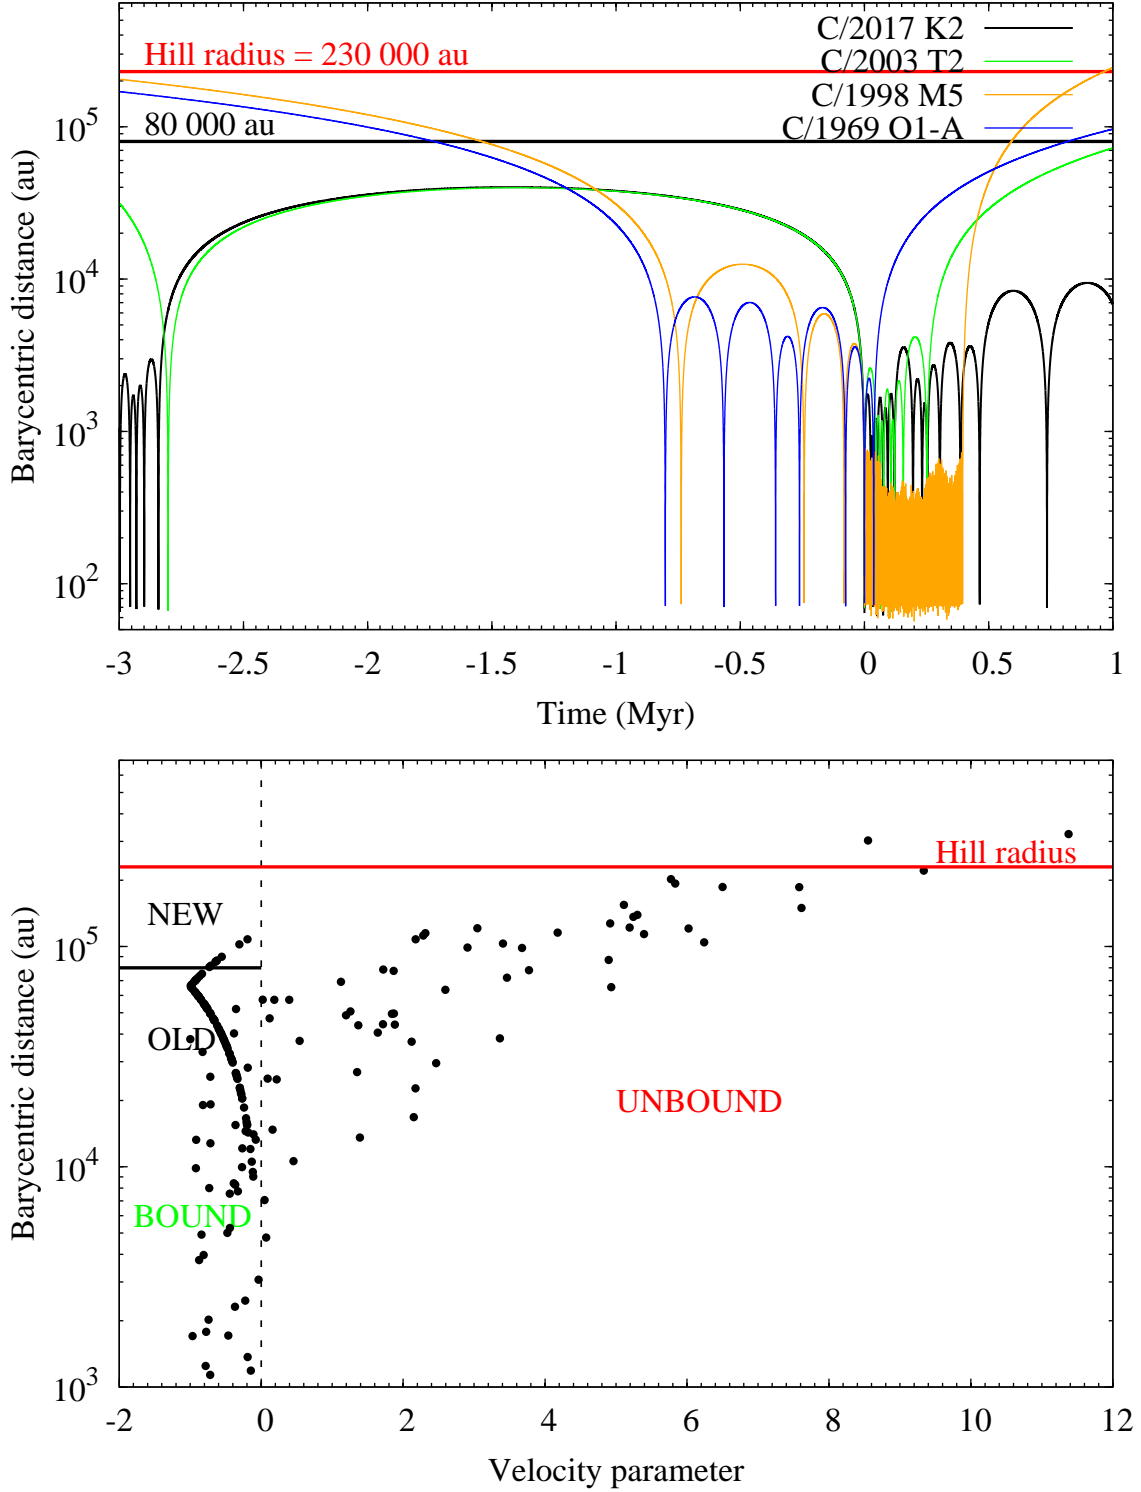 C/2017 K2
Hill radius = 230 000 au
C/2003 T2
C/1998 M5
80 000 au
C/1969 O1-A
10^5
10^4
10^3
10^2
Barycentric distance (au)
-3 -2.5 -2 -1.5 -1 -0.5 0 0.5 1
Time (Myr)
Hill radius
NEW
10^5
OLD
UNBOUND
10^4
BOUND
10^3
Barycentric distance (au)
-2 0 2 4 6 8 10 12
Velocity parameter